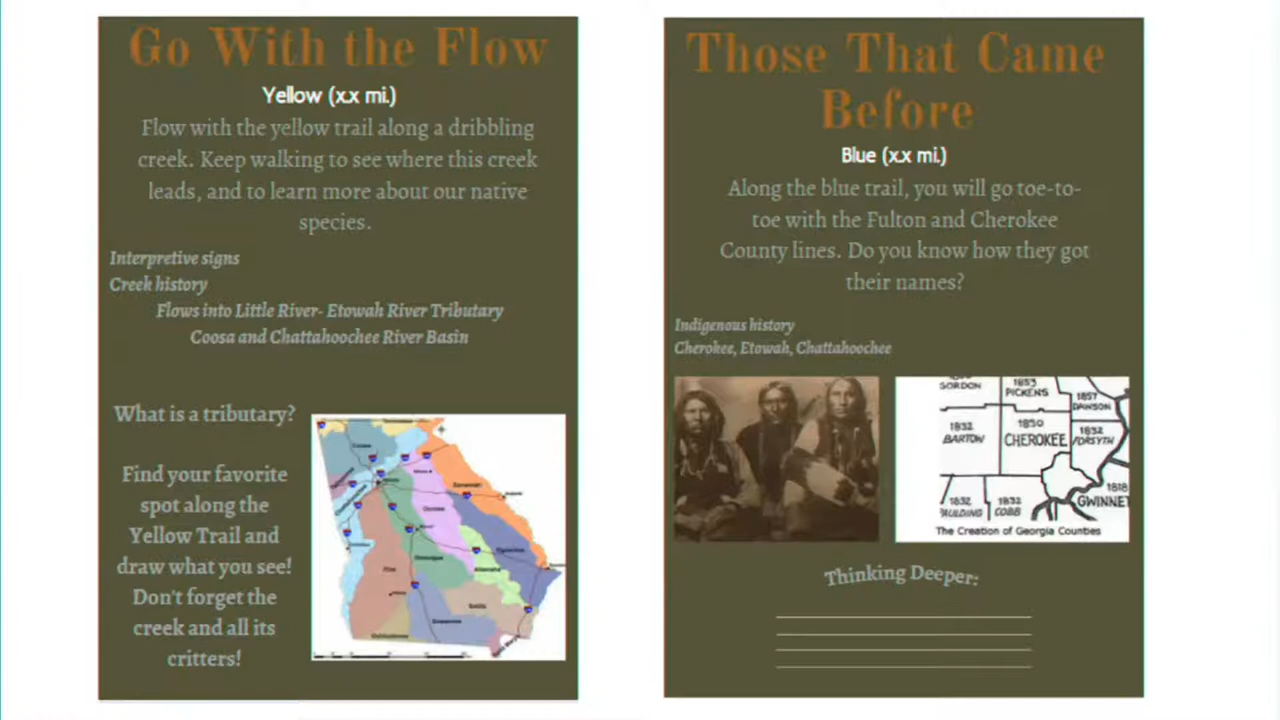 Go With the Flow
Yellow (x.x mi.)
Flow with the yellow trail along a dribbling
creek. Keep walking to see where this creek
leads, and to learn more about our native
species.
Interpretive signs
Creek history
Flows into Little River- Etowah River Tributary
Coosa and Chattahoochee River Basin
What is a tributary?
Find your favorite
spot along the
Yellow Trail and
draw what you see!
Don't forget the
creek and all its
critters!
Those That Came
Before
Blue (x.x mi.)
Along the blue trail, you will go toe-to-
toe with the Fulton and Cherokee
County lines. Do you know how they got
their names?
Indigenous history
Cherokee, Etowah, Chattahoochee
GORDON
1853
PICKENS
1857
DAWSON
1832
BARTON
1850
CHEROKEE
1832
FORSYTH
1818
GWINNET
1832
PAULDING
1832
COBB
The Creation of Georgia Counties
Thinking Deeper: